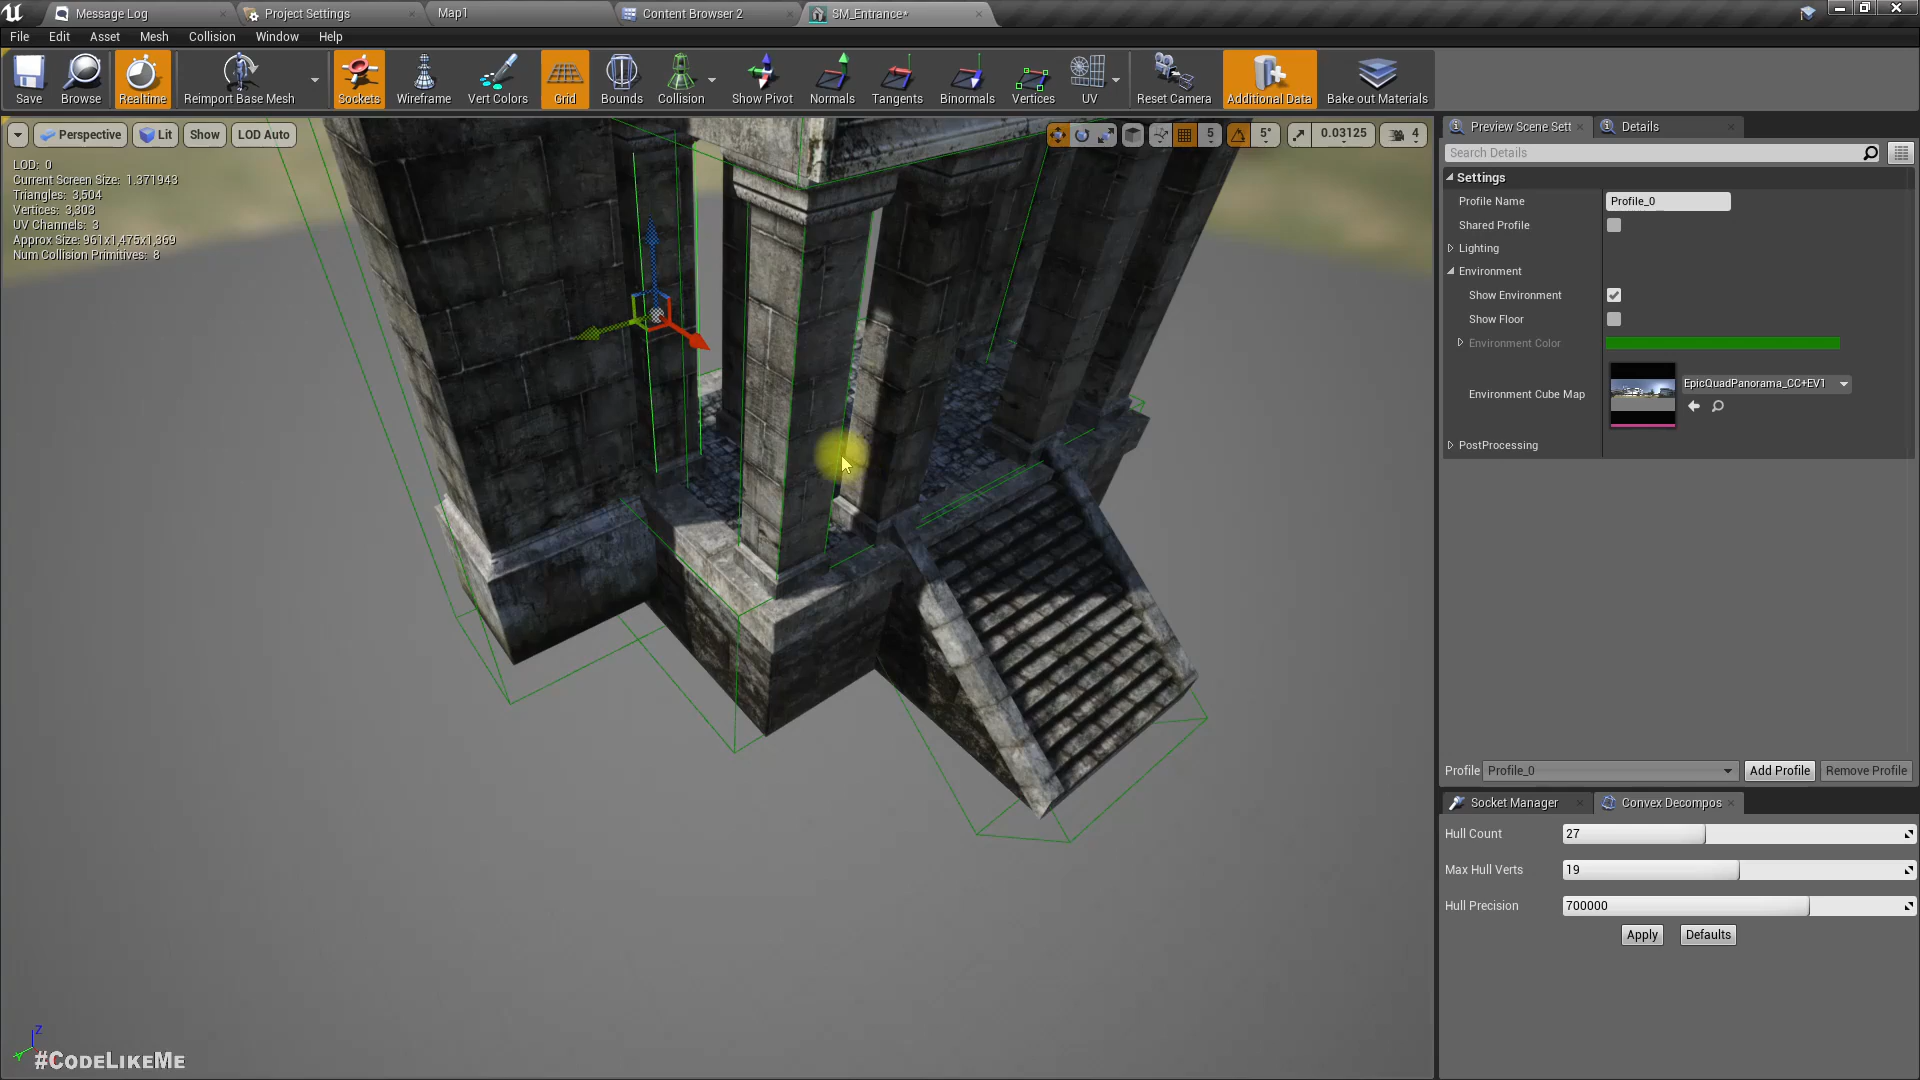 Message Log
Project Settings
Map1
Content Browser 2
SM_Entrance*
File Edit Asset Mesh Collision Window Help
Save
Browse
Realtime
Reimport Base Mesh
Sockets
Wireframe
Vert Colors
Grid
Bounds
Collision
Show Pivot
Normals
Tangents
Binormals
Vertices
UV
Reset Camera
Additional Data
Bake out Materials
Perspective
Lit
Show
LOD Auto
5
5°
0.03125
4
LOD: 0
Current Screen Size: 1.371943
Triangles: 3,504
Vertices: 3,303
UV Channels: 3
Approx Size: 961x1,475x1,369
Num Collision Primitives: 8
Preview Scene Sett
Details
Search Details
Settings
Profile Name
Profile_0
Shared Profile
Lighting
Environment
Show Environment
Show Floor
Environment Color
Environment Cube Map
EpicQuadPanorama_CC+EV1
PostProcessing
Profile
Profile_0
Add Profile
Remove Profile
Socket Manager
Convex Decompos
Hull Count
27
Max Hull Verts
19
Hull Precision
700000
Apply
Defaults
Z
Y
#CodeLikeMe